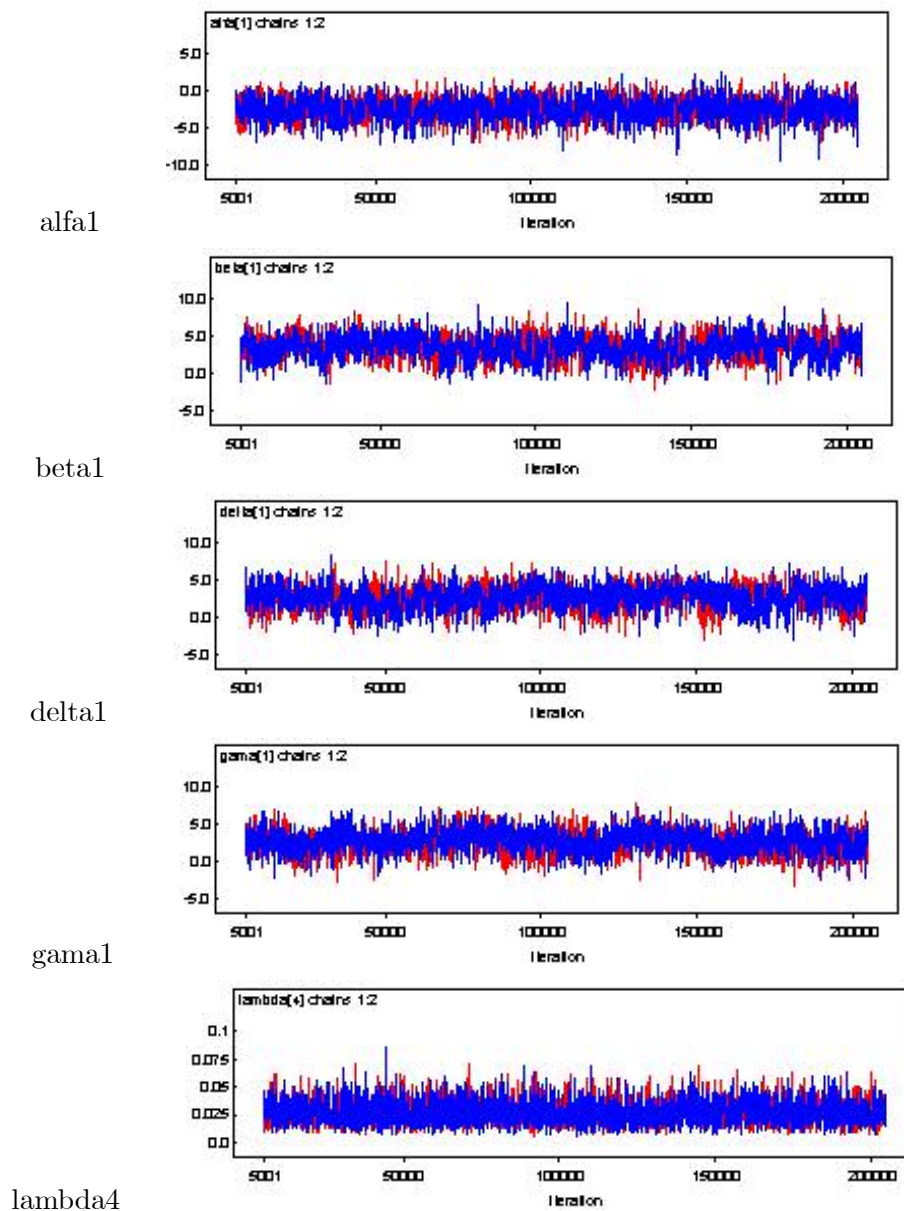 alfa[1] chains 1:2
5.0
0.0
-5.0
-10.0
5001 50000 100000 150000 200000
Iteration
alfa1
beta[1] chains 1:2
10.0
5.0
0.0
-5.0
5001 50000 100000 150000 200000
Iteration
beta1
delta[1] chains 1:2
10.0
5.0
0.0
-5.0
5001 50000 100000 150000 200000
Iteration
delta1
gama[1] chains 1:2
10.0
5.0
0.0
-5.0
5001 50000 100000 150000 200000
Iteration
gama1
lambda[4] chains 1:2
0.1
0.075
0.05
0.025
0.0
5001 50000 100000 150000 200000
Iteration
lambda4